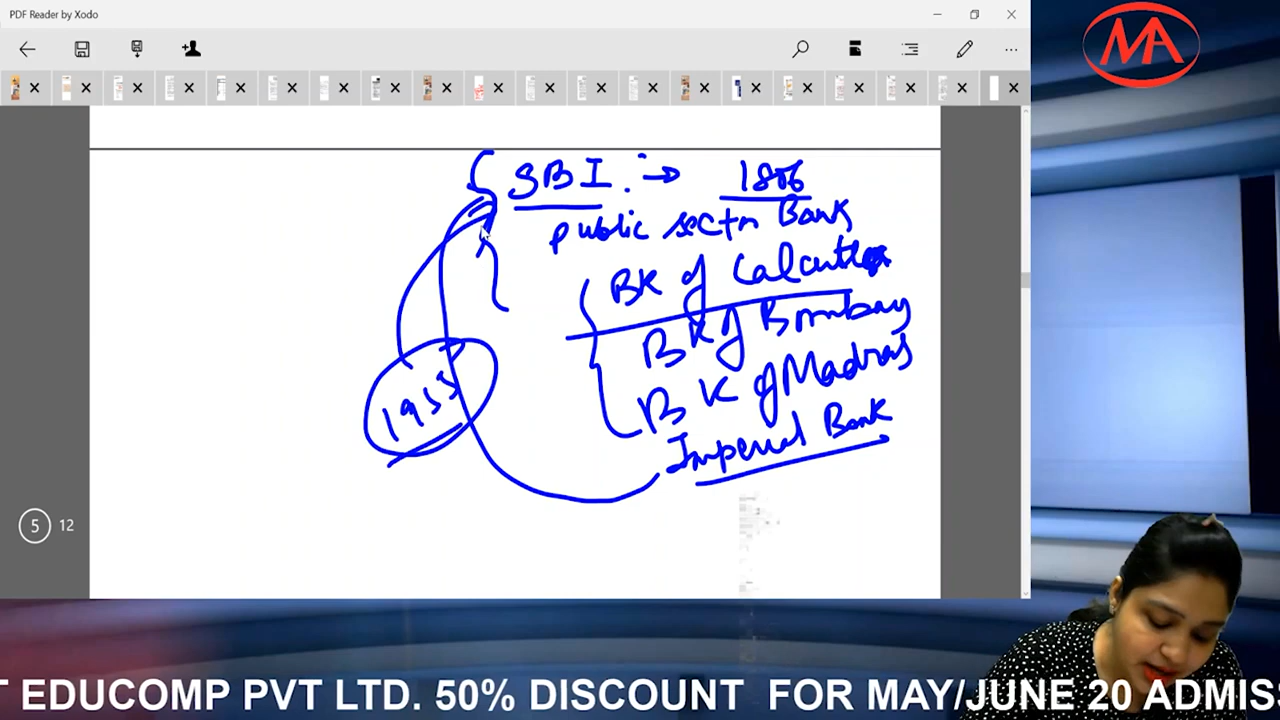 PDF Reader by Xodo
MA
SBI. → 1806
public sectr Bank
BK of Calcutta
BK of Bombay
BK of Madras
1955
Imperial Bank
5 12
T EDUCOMP PVT LTD. 50% DISCOUNT FOR MAY/JUNE 20 ADMIS